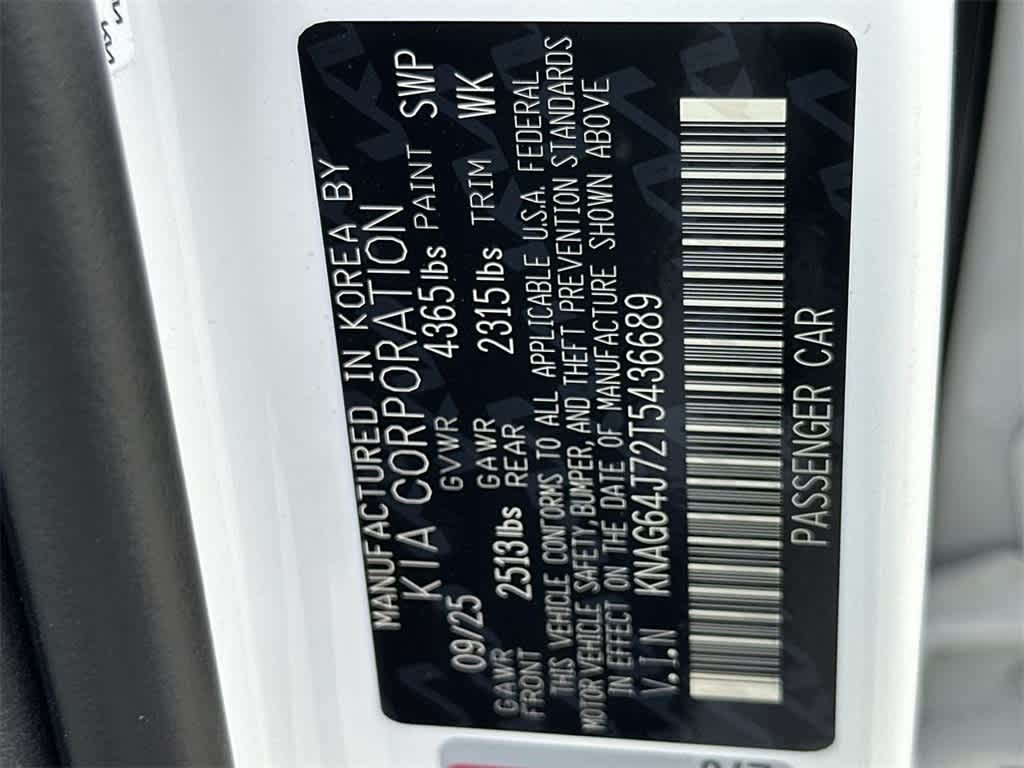 MANUFACTURED IN KOREA BY
KIA CORPORATION
09/25 GVWR 4365lbs PAINT SWP
GAWR FRONT 2513lbs GAWR REAR 2315lbs TRIM WK
THIS VEHICLE CONFORMS TO ALL APPLICABLE U.S.A. FEDERAL
MOTOR VEHICLE SAFETY, BUMPER, AND THEFT PREVENTION STANDARDS
IN EFFECT ON THE DATE OF MANUFACTURE SHOWN ABOVE
V.I.N KNAG64J72T5436689
PASSENGER CAR